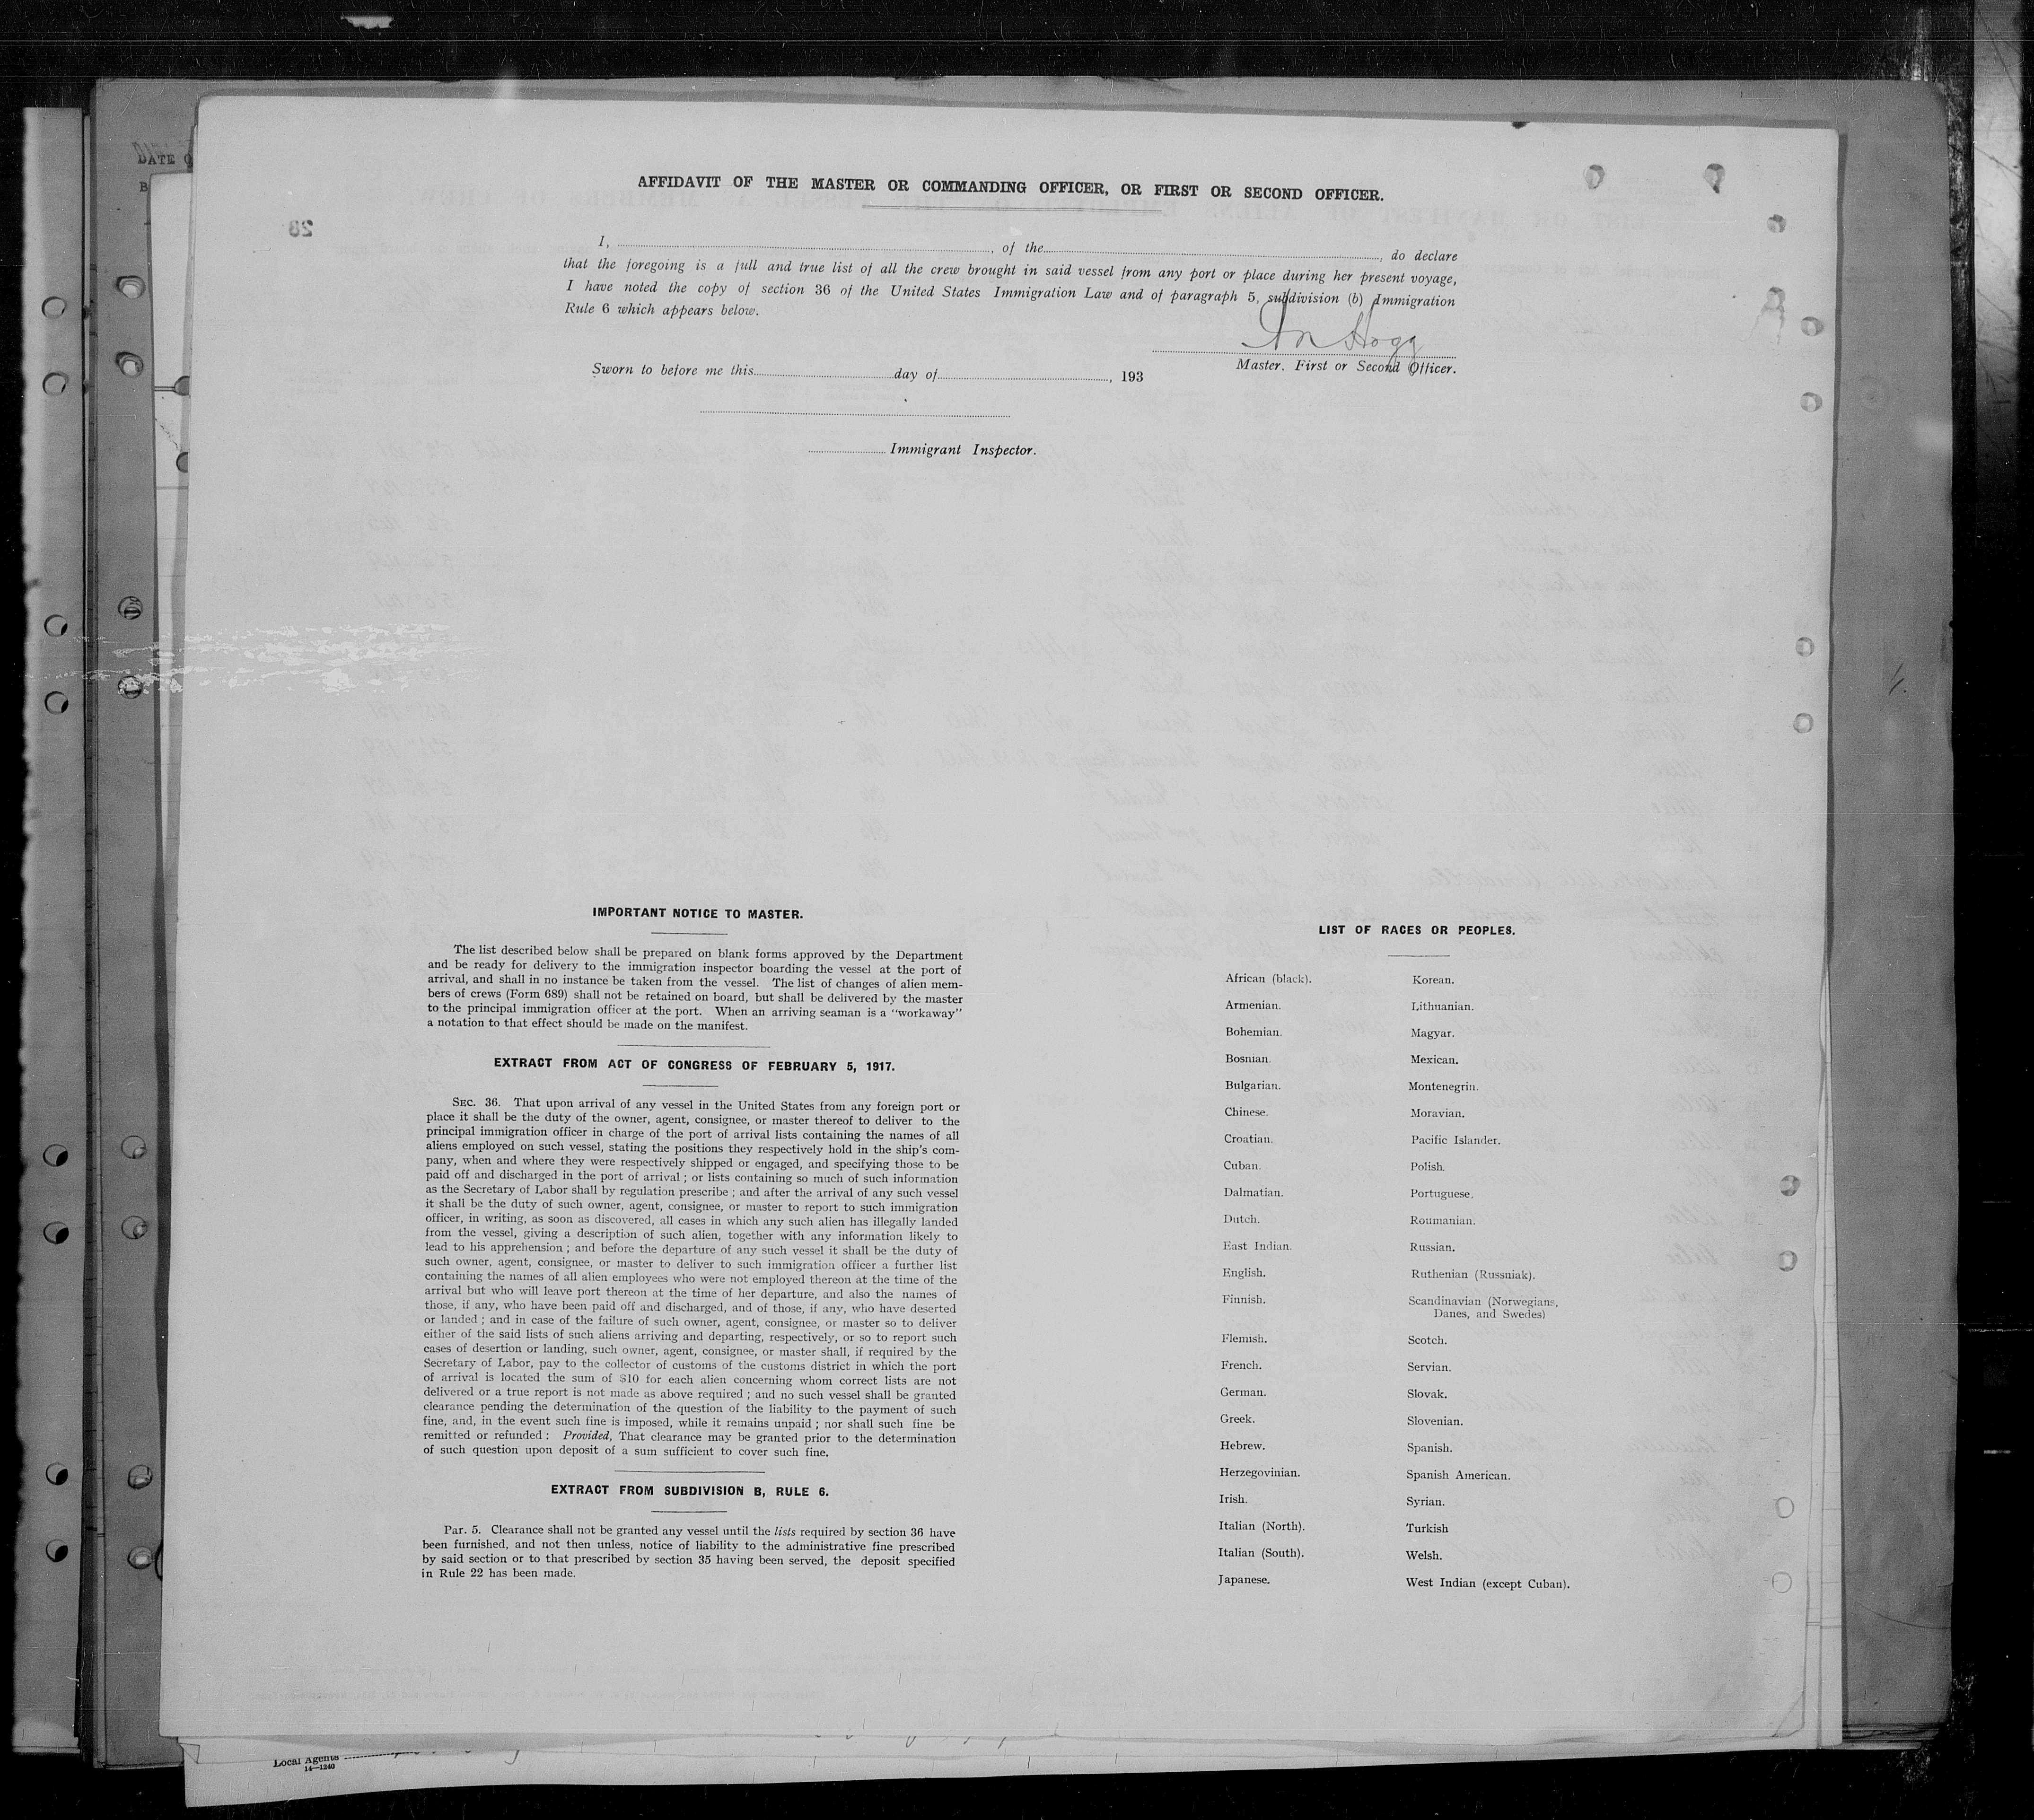 DATE O
B
AFFIDAVIT OF THE MASTER OR COMMANDING OFFICER, OR FIRST OR SECOND OFFICER.
28
I, , of the , do declare
that the foregoing is a full and true list of all the crew brought in said vessel from any port or place during her present voyage,
I have noted the copy of section 36 of the United States Immigration Law and of paragraph 5, subdivision (b) Immigration
Rule 6 which appears below.
Hogg
Master, First or Second Officer.
Sworn to before me this day of , 193
Immigrant Inspector.
IMPORTANT NOTICE TO MASTER.
The list described below shall be prepared on blank forms approved by the Department
and be ready for delivery to the immigration inspector boarding the vessel at the port of
arrival, and shall in no instance be taken from the vessel. The list of changes of alien mem-
bers of crews (Form 689) shall not be retained on board, but shall be delivered by the master
to the principal immigration officer at the port. When an arriving seaman is a "workaway"
a notation to that effect should be made on the manifest.
EXTRACT FROM ACT OF CONGRESS OF FEBRUARY 5, 1917.
SEC. 36. That upon arrival of any vessel in the United States from any foreign port or
place it shall be the duty of the owner, agent, consignee, or master thereof to deliver to the
principal immigration officer in charge of the port of arrival lists containing the names of all
aliens employed on such vessel, stating the positions they respectively hold in the ship's com-
pany, when and where they were respectively shipped or engaged, and specifying those to be
paid off and discharged in the port of arrival ; or lists containing so much of such information
as the Secretary of Labor shall by regulation prescribe ; and after the arrival of any such vessel
it shall be the duty of such owner, agent, consignee, or master to report to such immigration
officer, in writing, as soon as discovered, all cases in which any such alien has illegally landed
from the vessel, giving a description of such alien, together with any information likely to
lead to his apprehension ; and before the departure of any such vessel it shall be the duty of
such owner, agent, consignee, or master to deliver to such immigration officer a further list
containing the names of all alien employees who were not employed thereon at the time of the
arrival but who will leave port thereon at the time of her departure, and also the names of
those, if any, who have been paid off and discharged, and of those, if any, who have deserted
or landed ; and in case of the failure of such owner, agent, consignee, or master so to deliver
either of the said lists of such aliens arriving and departing, respectively, or so to report such
cases of desertion or landing, such owner, agent, consignee, or master shall, if required by the
Secretary of Labor, pay to the collector of customs of the customs district in which the port
of arrival is located the sum of $10 for each alien concerning whom correct lists are not
delivered or a true report is not made as above required ; and no such vessel shall be granted
clearance pending the determination of the question of the liability to the payment of such
fine, and, in the event such fine is imposed, while it remains unpaid ; nor shall such fine be
remitted or refunded : Provided, That clearance may be granted prior to the determination
of such question upon deposit of a sum sufficient to cover such fine.
EXTRACT FROM SUBDIVISION B, RULE 6.
Par. 5. Clearance shall not be granted any vessel until the lists required by section 36 have
been furnished, and not then unless, notice of liability to the administrative fine prescribed
by said section or to that prescribed by section 35 having been served, the deposit specified
in Rule 22 has been made.
LIST OF RACES OR PEOPLES.
African (black).
Armenian.
Bohemian.
Bosnian.
Bulgarian.
Chinese.
Croatian.
Cuban.
Dalmatian.
Dutch.
East Indian.
English.
Finnish.
Flemish.
French.
German.
Greek.
Hebrew.
Herzegovinian.
Irish.
Italian (North).
Italian (South).
Japanese.
Korean.
Lithuanian.
Magyar.
Mexican.
Montenegrin.
Moravian.
Pacific Islander.
Polish.
Portuguese.
Roumanian.
Russian.
Ruthenian (Russniak).
Scandinavian (Norwegians,
Danes, and Swedes)
Scotch.
Servian.
Slovak.
Slovenian.
Spanish.
Spanish American.
Syrian.
Turkish
Welsh.
West Indian (except Cuban).
Local Agents
14—1240